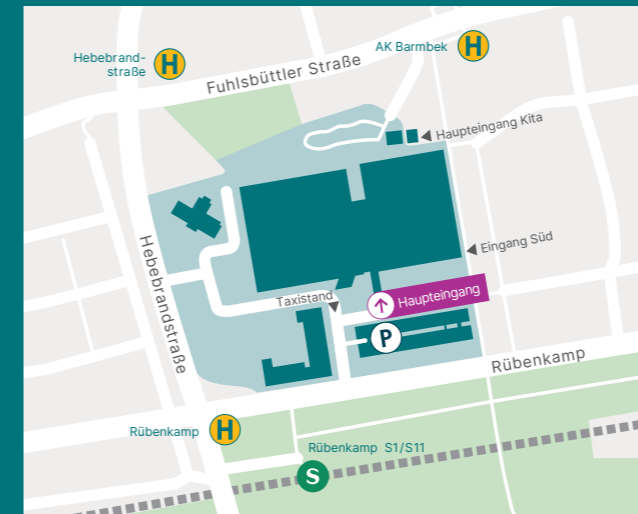 Hebebrand-
straße
H
AK Barmbek
H
Fuhlsbüttler Straße
Haupteingang Kita
Eingang Süd
Hebebrandstraße
Taxistand
Haupteingang
P
Rübenkamp
Rübenkamp
H
Rübenkamp S1/S11
S